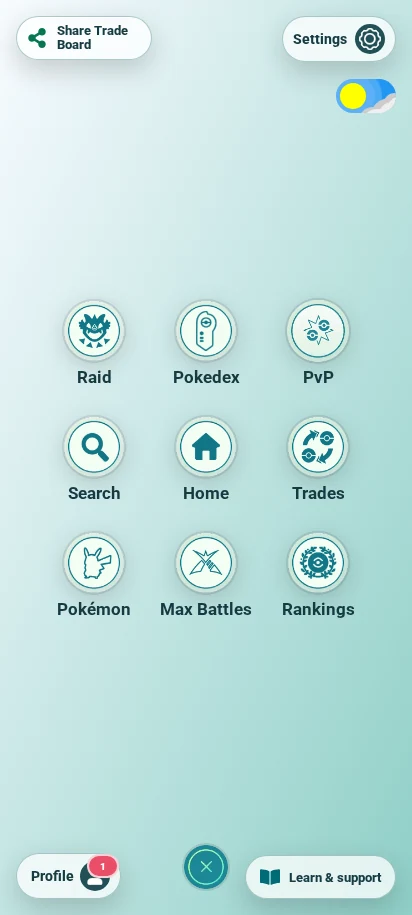 Share Trade
Board
Settings
Raid
Pokedex
PvP
Search
Home
Trades
Pokémon
Max Battles
Rankings
Profile
1
Learn & support